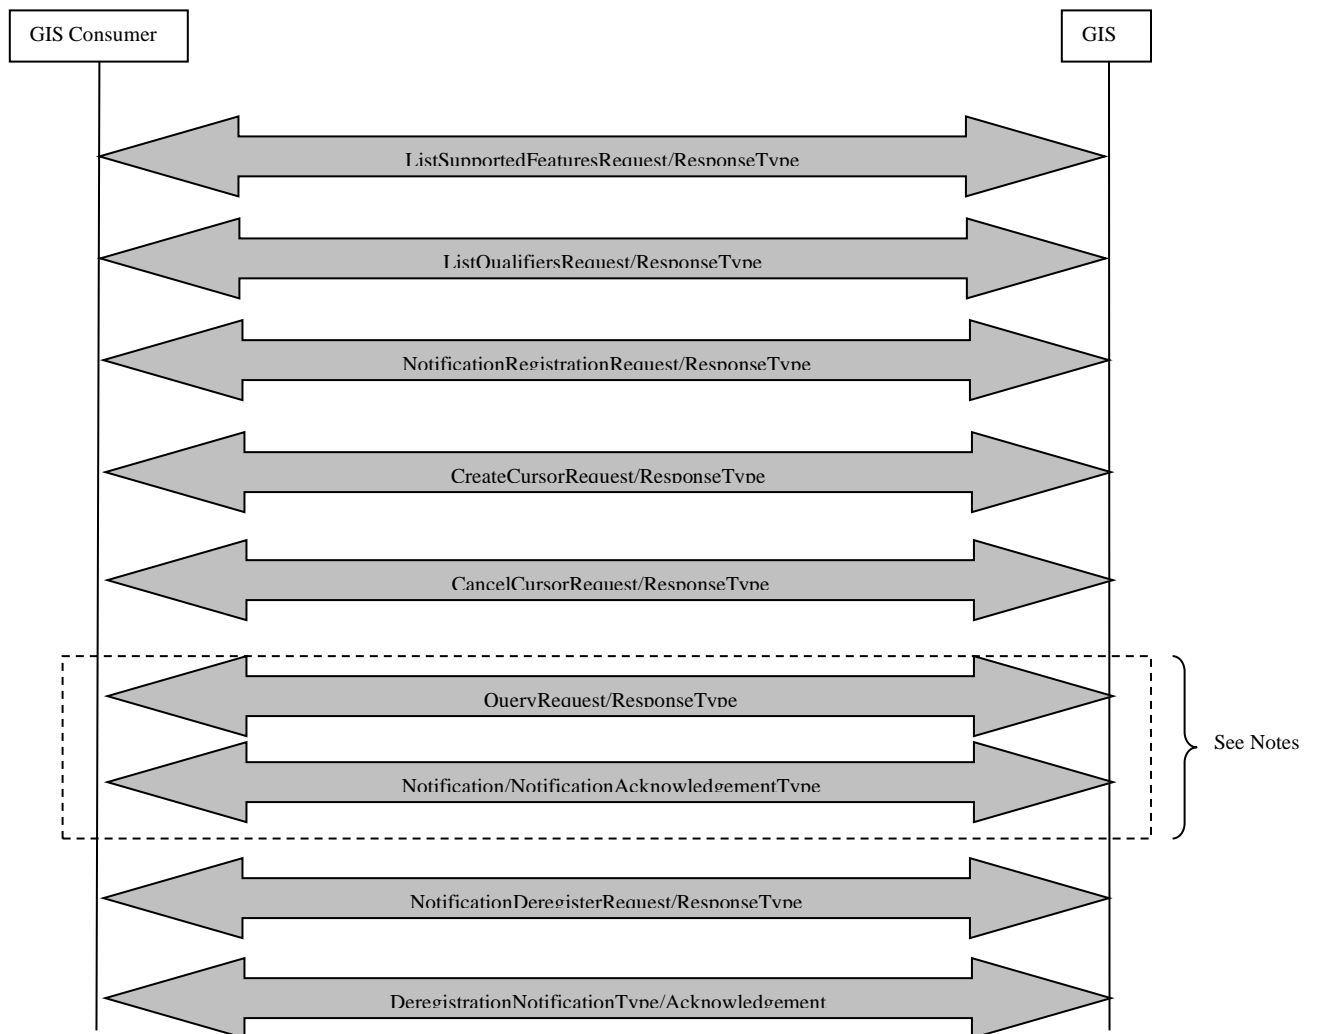 GIS Consumer
GIS
ListSupportedFeaturesRequest/ResponseType
ListQualifiersRequest/ResponseType
NotificationRegistrationRequest/ResponseType
CreateCursorRequest/ResponseType
CancelCursorRequest/ResponseType
QueryRequest/ResponseType
See Notes
Notification/NotificationAcknowledgementType
NotificationDeregisterRequest/ResponseType
DeregistrationNotificationType/Acknowledgement